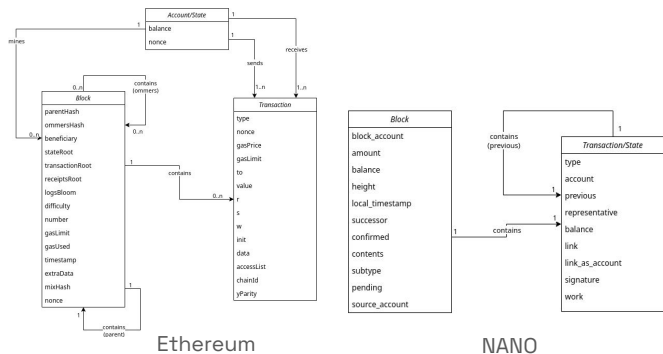 Account/State
balance
nonce
1
1
1
mines
sends
receives
1..n
1..n
0..n
contains
(ommers)
0..n
0..n
Block
parentHash
ommersHash
beneficiary
stateRoot
transactionRoot
receiptsRoot
logsBloom
difficulty
number
gasLimit
gasUsed
timestamp
extraData
mixHash
nonce
1
contains
0..n
1
1
contains
(parent)
Transaction
type
nonce
gasPrice
gasLimit
to
value
r
s
w
init
data
accessList
chainId
yParity
Ethereum
Block
block_account
amount
balance
height
local_timestamp
successor
confirmed
contents
subtype
pending
source_account
1
contains
1
contains
(previous)
1
1
Transaction/State
type
account
previous
representative
balance
link
link_as_account
signature
work
NANO